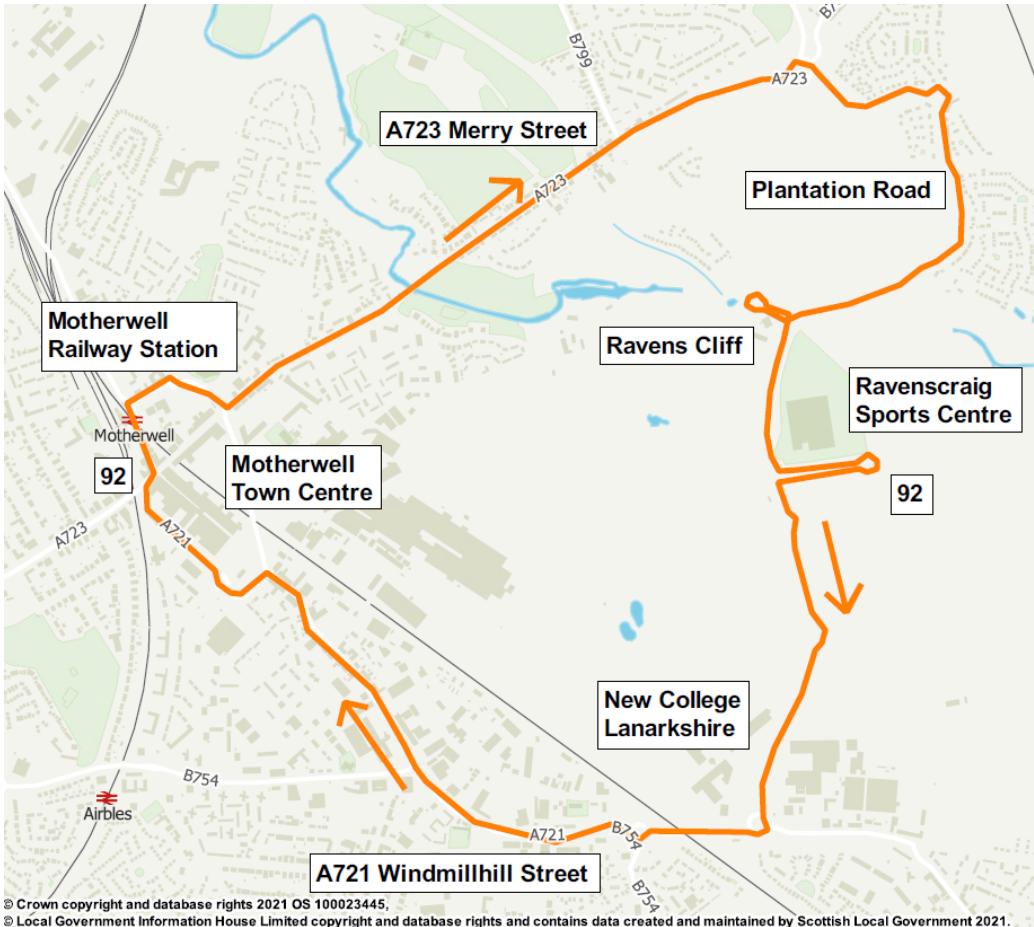 B799
A723
A723 Merry Street
A723
Plantation Road
Motherwell
Railway Station
Ravens Cliff
Ravenscraig
Sports Centre
Motherwell
92
Motherwell
Town Centre
92
A723
A721
New College
Lanarkshire
B754
Airbles
A721
B754
A721 Windmillhill Street
B754
© Crown copyright and database rights 2021 OS 100023445,
© Local Government Information House Limited copyright and database rights and contains data created and maintained by Scottish Local Government 2021.